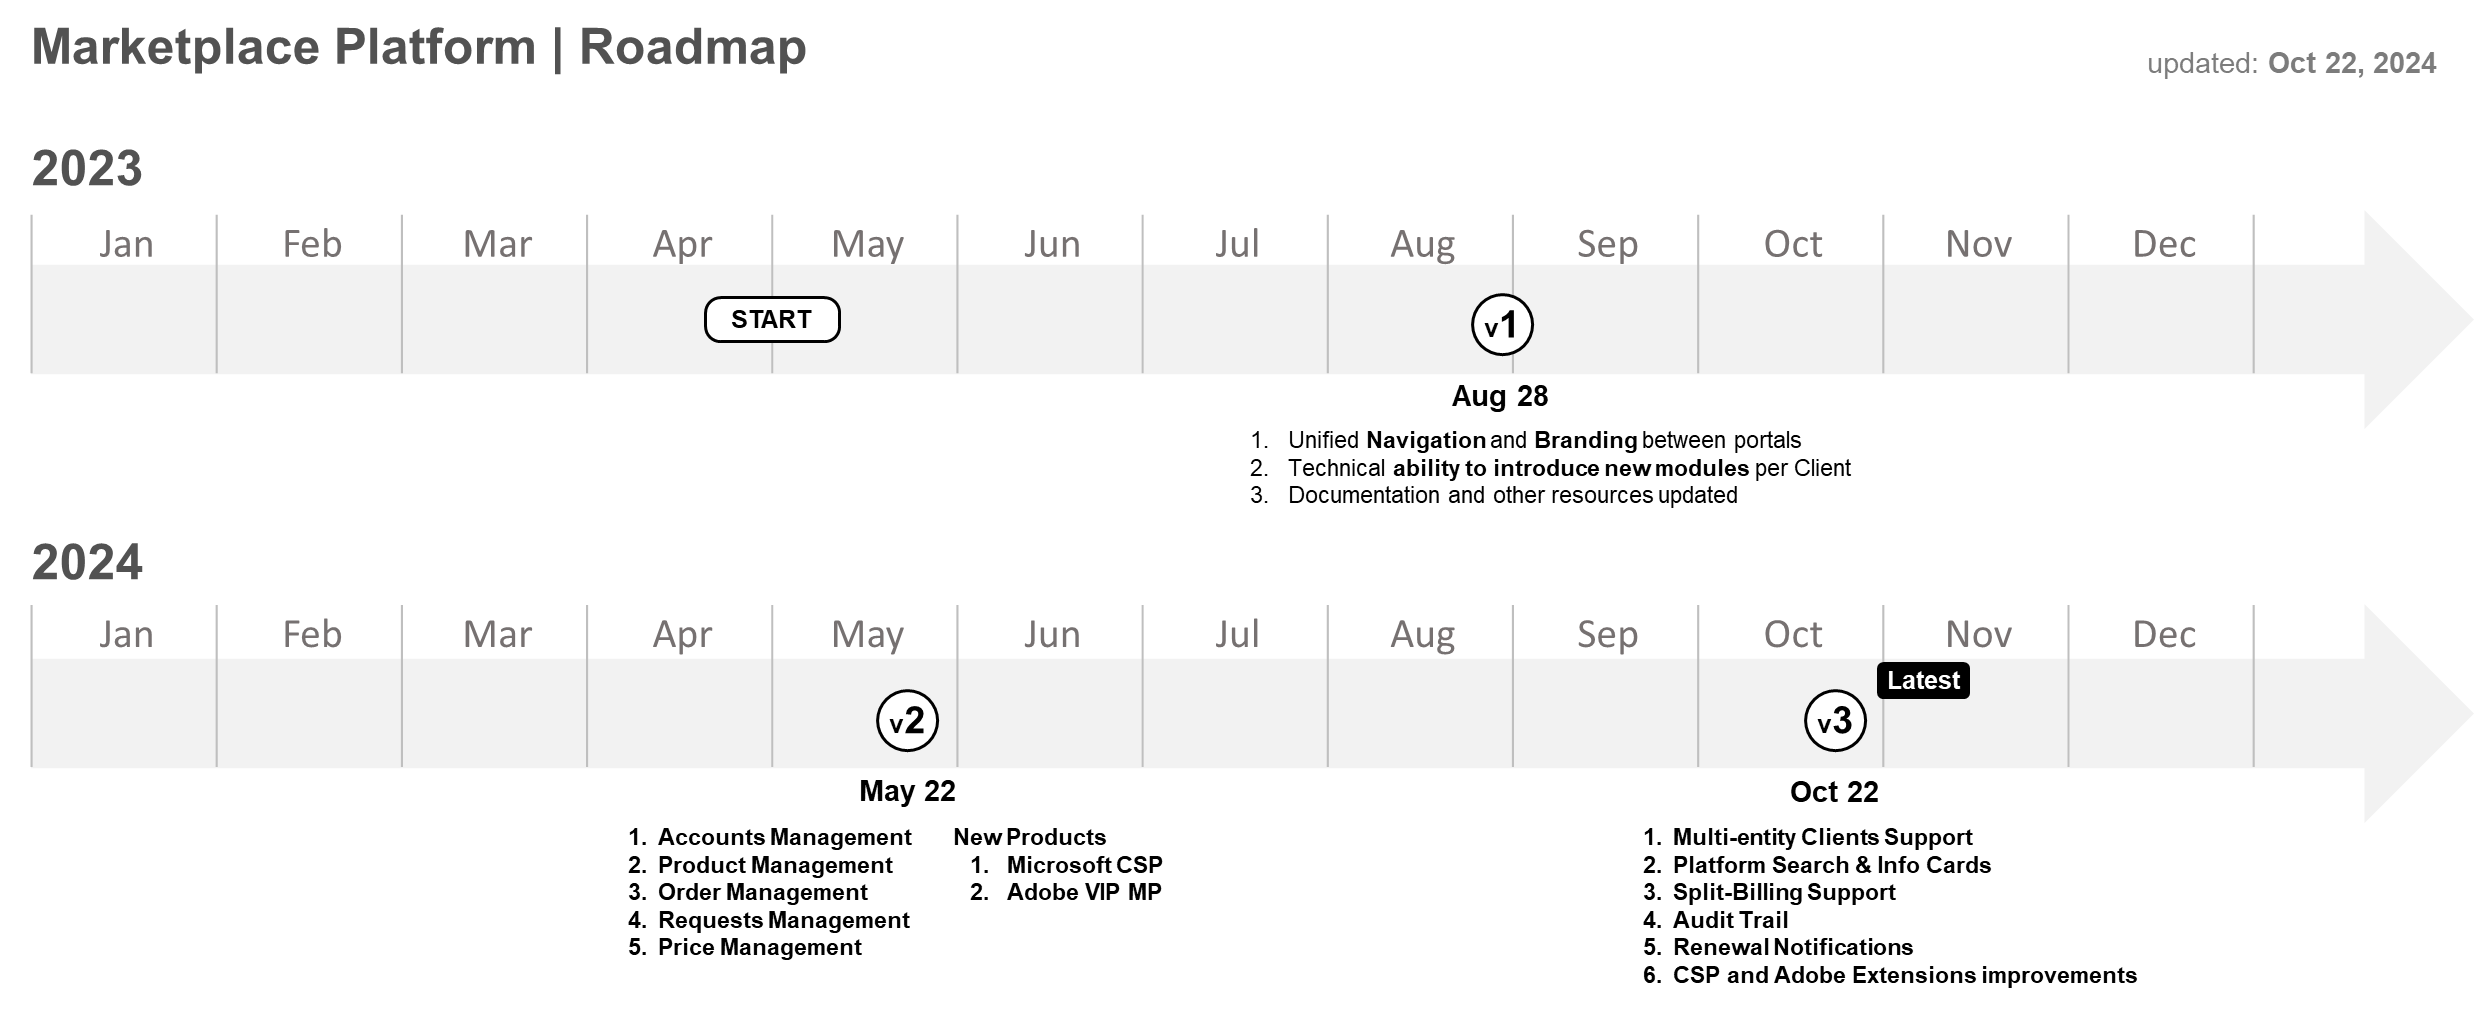 Marketplace Platform | Roadmap
updated: Oct 22, 2024
2023
Jan Feb Mar Apr May Jun Jul Aug Sep Oct Nov Dec
START
v1
Aug 28
1. Unified Navigation and Branding between portals
2. Technical ability to introduce new modules per Client
3. Documentation and other resources updated
2024
Jan Feb Mar Apr May Jun Jul Aug Sep Oct Nov Dec
Latest
v2
v3
May 22
1. Accounts Management
2. Product Management
3. Order Management
4. Requests Management
5. Price Management
New Products
1. Microsoft CSP
2. Adobe VIP MP
Oct 22
1. Multi-entity Clients Support
2. Platform Search & Info Cards
3. Split-Billing Support
4. Audit Trail
5. Renewal Notifications
6. CSP and Adobe Extensions improvements